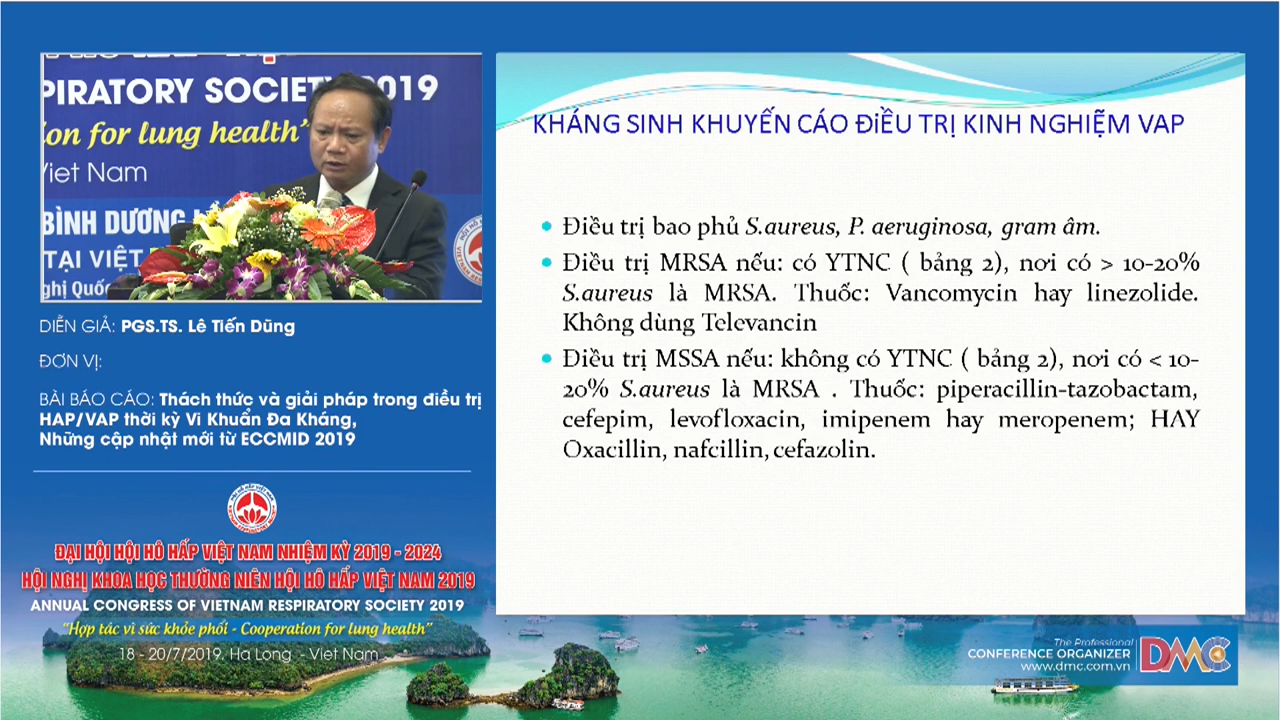 PIRATORY SOCIETY 2019
ion for lung health"
Viet Nam
BÌNH DƯƠNG
TẠI VIỆT
nghị Quốc
DIỄN GIẢ: PGS.TS. Lê Tiến Dũng
ĐƠN VỊ:
BÀI BÁO CÁO: Thách thức và giải pháp trong điều trị
HAP/VAP thời kỳ Vi Khuẩn Đa Kháng,
Những cập nhật mới từ ECCMID 2019
ĐẠI HỘI HỘI HÔ HẤP VIỆT NAM NHIỆM KỲ 2019 - 2024
HỘI NGHỊ KHOA HỌC THƯỜNG NIÊN HỘI HÔ HẤP VIỆT NAM 2019
ANNUAL CONGRESS OF VIETNAM RESPIRATORY SOCIETY 2019
"Hợp tác vì sức khỏe phổi - Cooperation for lung health"
18 - 20/7/2019. Ha Long - Viet Nam
KHÁNG SINH KHUYẾN CÁO ĐIỀU TRỊ KINH NGHIỆM VAP
• Điều trị bao phủ S.aureus, P. aeruginosa, gram âm.
• Điều trị MRSA nếu: có YTNC ( bảng 2), nơi có > 10-20%
S.aureus là MRSA. Thuốc: Vancomycin hay linezolide.
Không dùng Televancin
• Điều trị MSSA nếu: không có YTNC ( bảng 2), nơi có < 10-
20% S.aureus là MRSA . Thuốc: piperacillin-tazobactam,
cefepim, levofloxacin, imipenem hay meropenem; HAY
Oxacillin, nafcillin, cefazolin.
The Professional
CONFERENCE ORGANIZER
www.dmc.com.vn
DMC